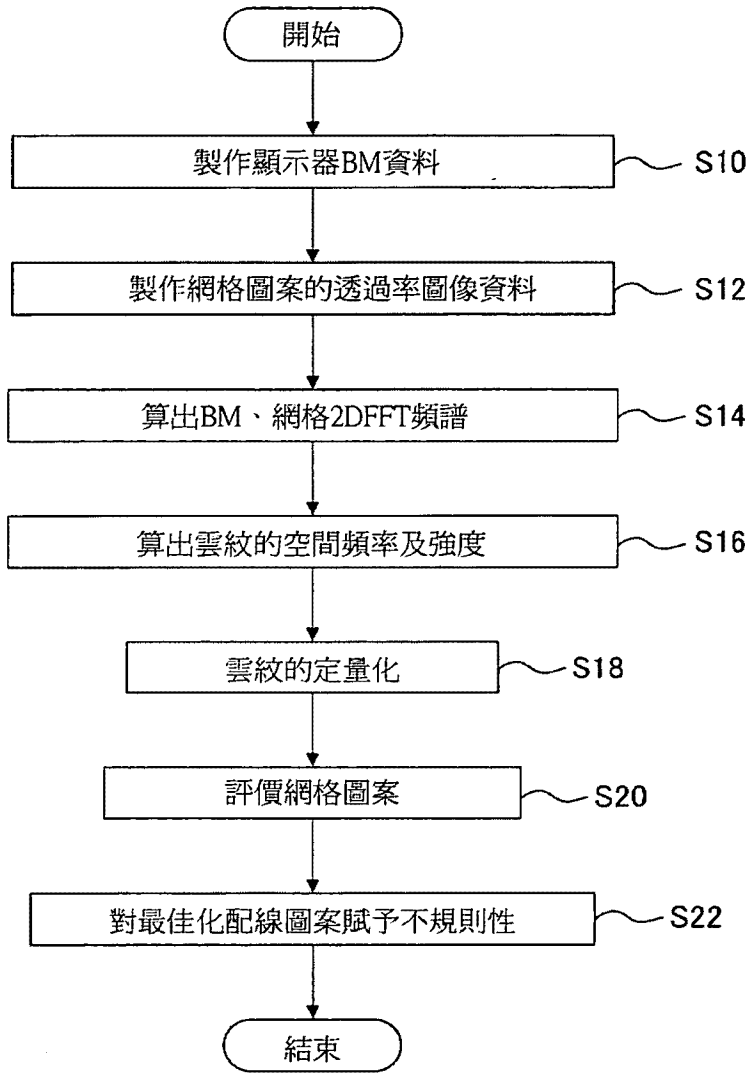 開始
製作顯示器BM資料
S10
製作網格圖案的透過率圖像資料
S12
算出BM、網格2DFFT頻譜
S14
算出雲紋的空間頻率及強度
S16
雲紋的定量化
S18
評價網格圖案
S20
對最佳化配線圖案賦予不規則性
S22
結束